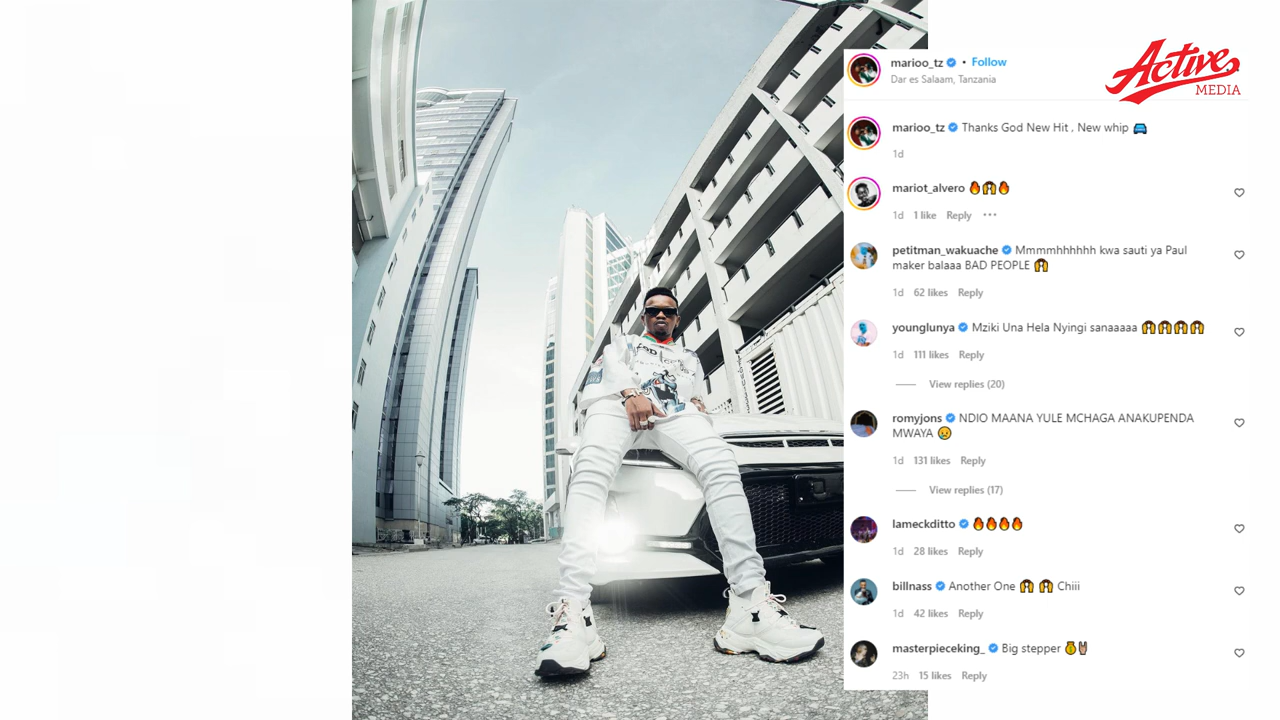 Active
MEDIA
marioo_tz • Follow
Dar es Salaam, Tanzania
marioo_tz Thanks God New Hit , New whip 🚘
1d
mariot_alvero 🔥🙌🔥
1d 1 like Reply •••
petitman_wakuache Mmmmhhhhhh kwa sauti ya Paul
maker balaaa BAD PEOPLE 🙌
1d 62 likes Reply
younglunya Mziki Una Hela Nyingi sanaaaaa 🙌🙌🙌🙌
1d 111 likes Reply
View replies (20)
romyjons NDIO MAANA YULE MCHAGA ANAKUPENDA
MWAYA 😢
1d 131 likes Reply
View replies (17)
lameckditto 🔥🔥🔥🔥
1d 28 likes Reply
billnass Another One 🙌 🙌 Chiii
1d 42 likes Reply
masterpieceking_ Big stepper 💰🤘
23h 15 likes Reply